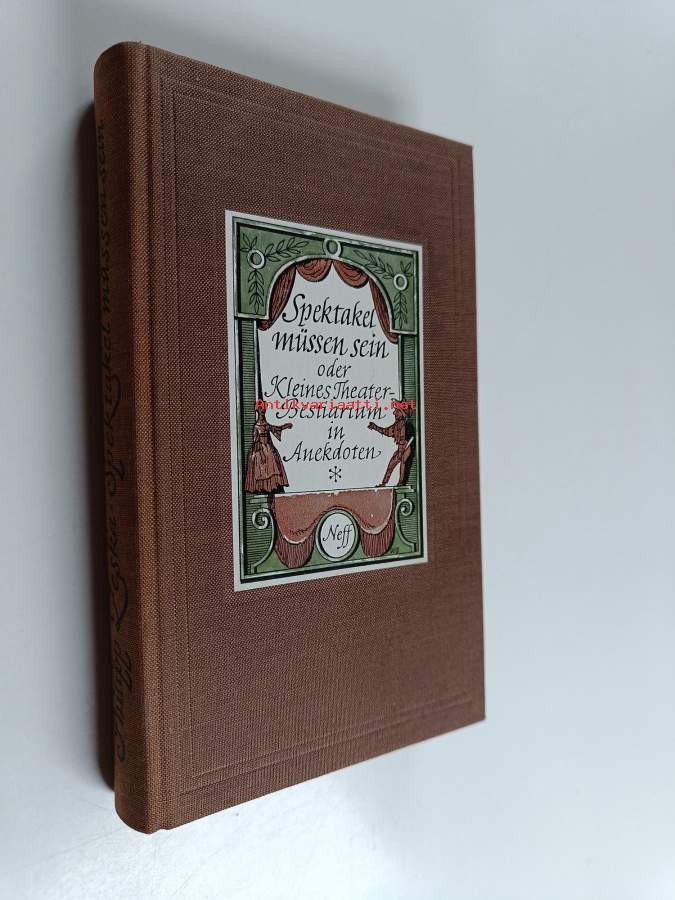 Spektakel
müssen sein
oder
Kleines Theater-
Bestiarium
in
Anekdoten
*
Neff
Antikvariaatti.net
Spektakel müssen sein